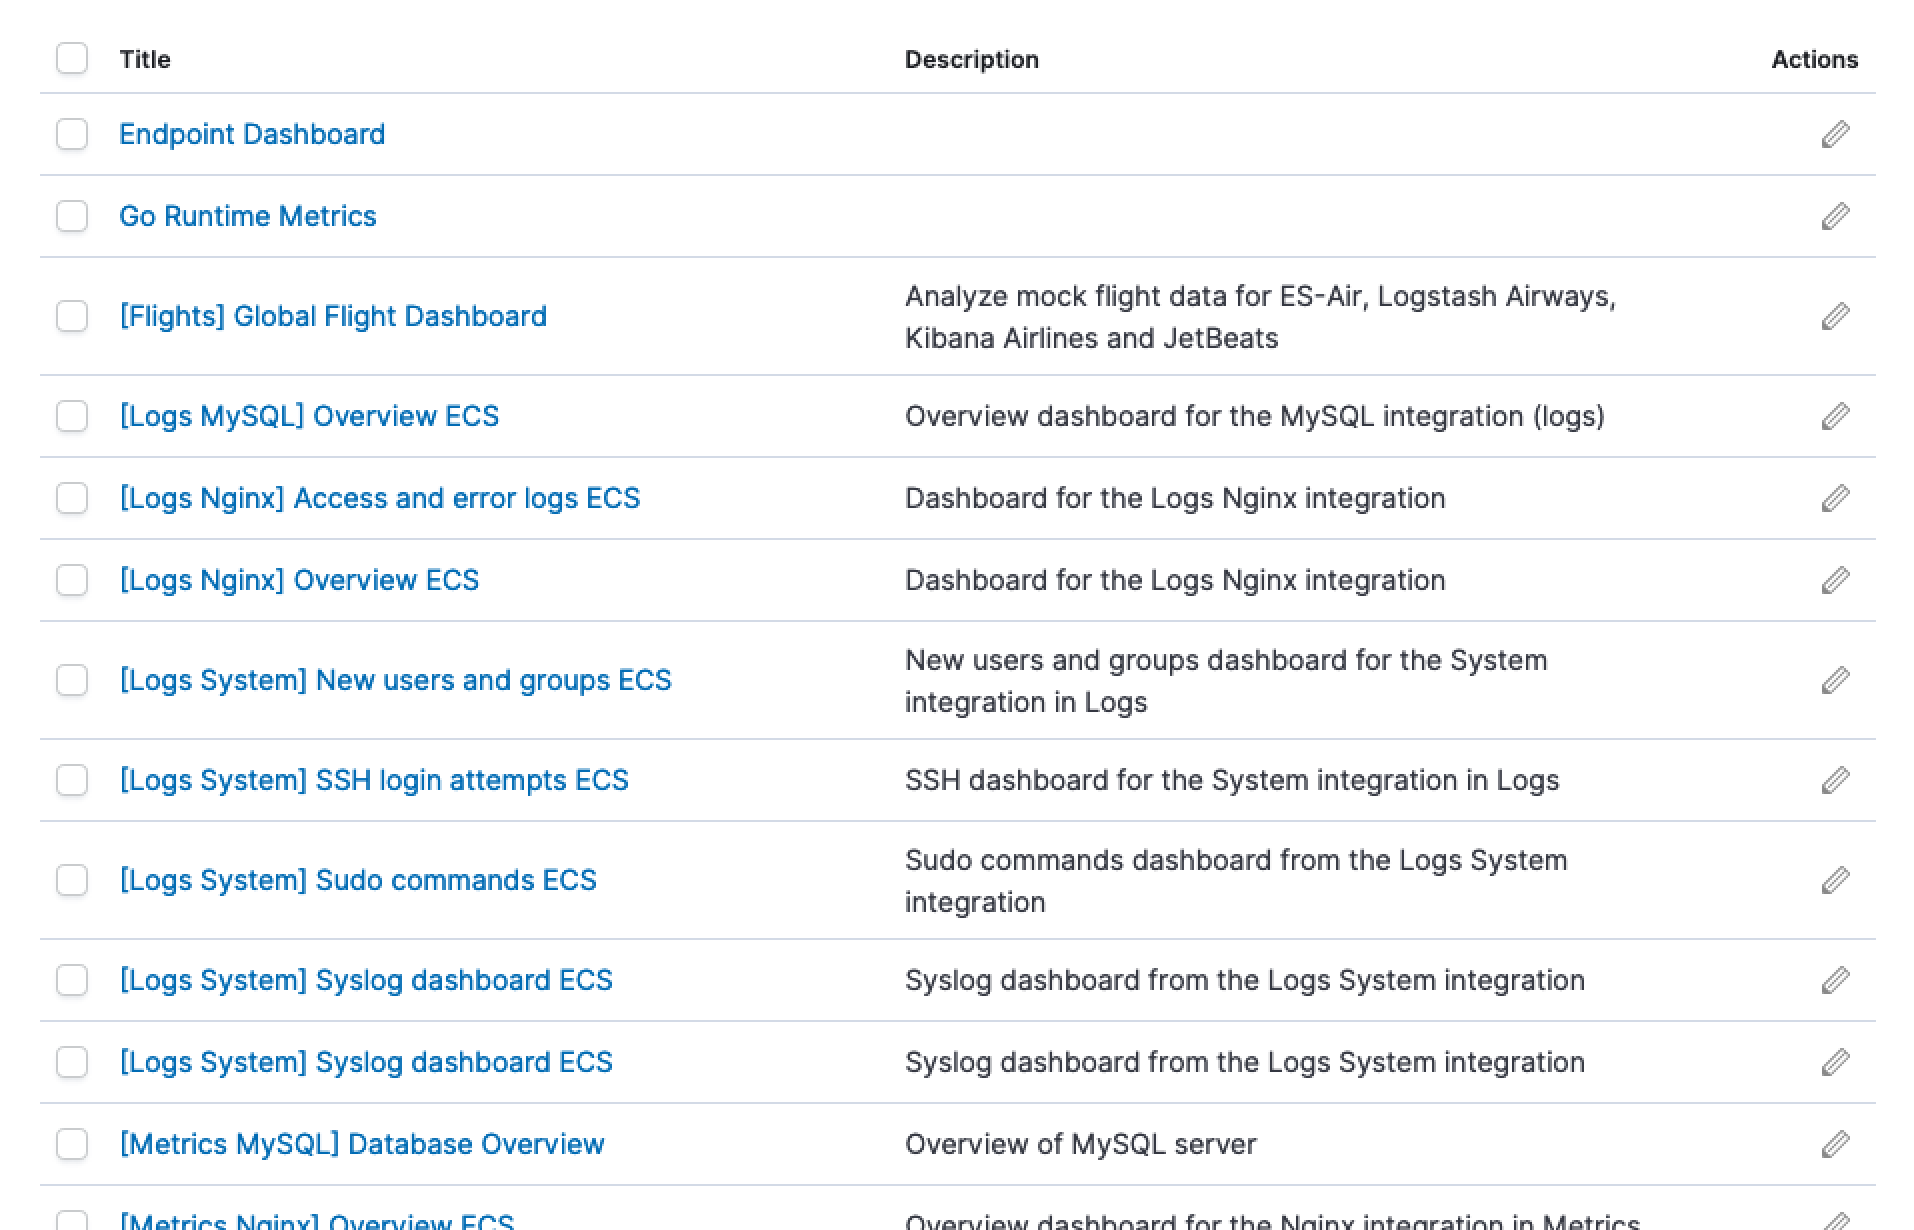 Title Description Actions
Endpoint Dashboard
Go Runtime Metrics
[Flights] Global Flight Dashboard
Analyze mock flight data for ES-Air, Logstash Airways,
Kibana Airlines and JetBeats
[Logs MySQL] Overview ECS
Overview dashboard for the MySQL integration (logs)
[Logs Nginx] Access and error logs ECS
Dashboard for the Logs Nginx integration
[Logs Nginx] Overview ECS
Dashboard for the Logs Nginx integration
[Logs System] New users and groups ECS
New users and groups dashboard for the System
integration in Logs
[Logs System] SSH login attempts ECS
SSH dashboard for the System integration in Logs
[Logs System] Sudo commands ECS
Sudo commands dashboard from the Logs System
integration
[Logs System] Syslog dashboard ECS
Syslog dashboard from the Logs System integration
[Logs System] Syslog dashboard ECS
Syslog dashboard from the Logs System integration
[Metrics MySQL] Database Overview
Overview of MySQL server
[Metrics Nginx] Overview ECS
Overview dashboard for the Nginx integration in Metrics